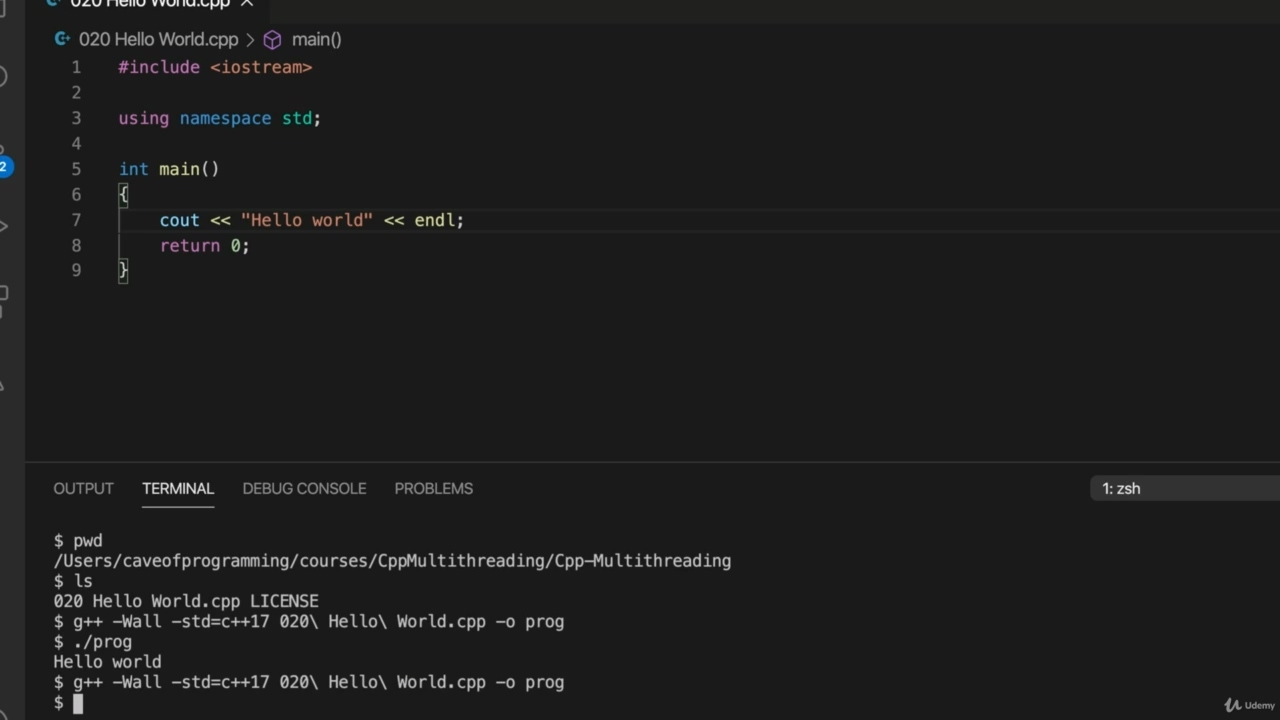 020 Hello World.cpp
020 Hello World.cpp > main()
1 #include <iostream>
2
3 using namespace std;
4
5 int main()
6 {
7 cout << "Hello world" << endl;
8 return 0;
9 }
2
OUTPUT TERMINAL DEBUG CONSOLE PROBLEMS 1: zsh
$ pwd
/Users/caveofprogramming/courses/CppMultithreading/Cpp-Multithreading
$ ls
020 Hello World.cpp LICENSE
$ g++ -Wall -std=c++17 020\ Hello\ World.cpp -o prog
$ ./prog
Hello world
$ g++ -Wall -std=c++17 020\ Hello\ World.cpp -o prog
$
Udemy